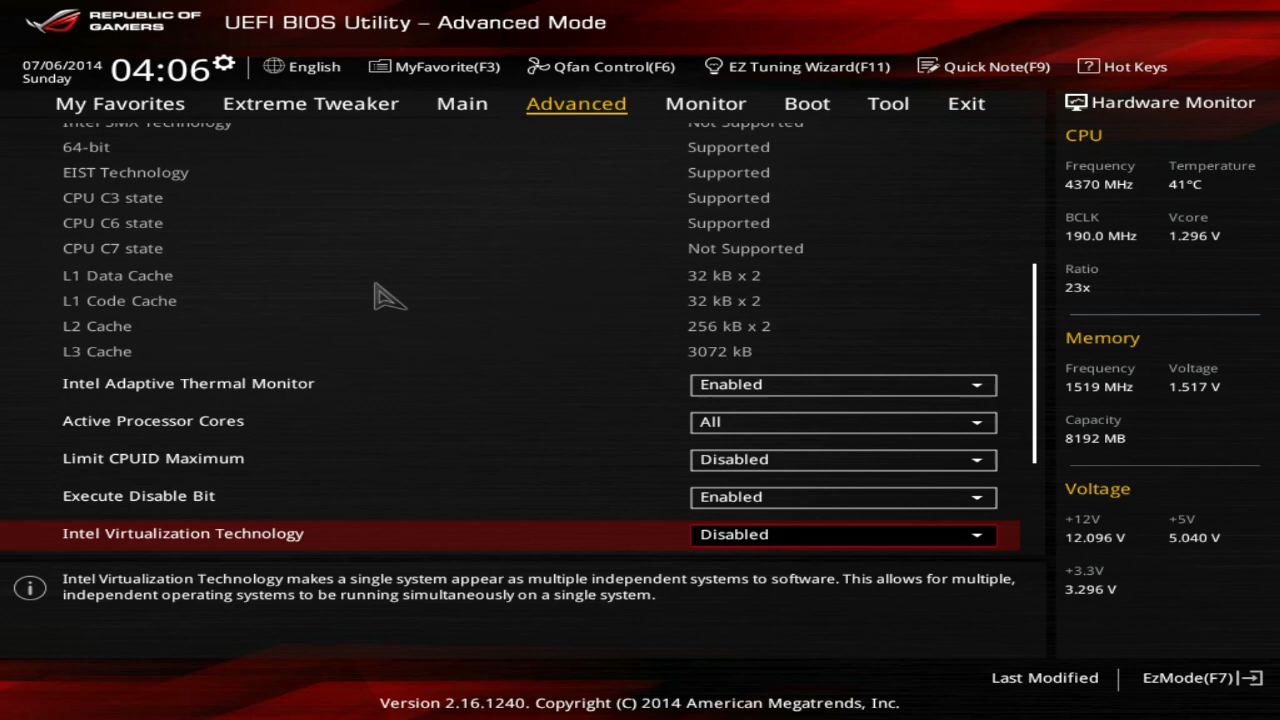 REPUBLIC OF
GAMERS
UEFI BIOS Utility – Advanced Mode
07/06/2014
Sunday
04:06
English
MyFavorite(F3)
Qfan Control(F6)
EZ Tuning Wizard(F11)
Quick Note(F9)
? Hot Keys
My Favorites
Extreme Tweaker
Main
Advanced
Monitor
Boot
Tool
Exit
Intel SMX Technology Not Supported
64-bit Supported
EIST Technology Supported
CPU C3 state Supported
CPU C6 state Supported
CPU C7 state Not Supported
L1 Data Cache 32 kB x 2
L1 Code Cache 32 kB x 2
L2 Cache 256 kB x 2
L3 Cache 3072 kB
Intel Adaptive Thermal Monitor Enabled
Active Processor Cores All
Limit CPUID Maximum Disabled
Execute Disable Bit Enabled
Intel Virtualization Technology Disabled
Intel Virtualization Technology makes a single system appear as multiple independent systems to software. This allows for multiple,
independent operating systems to be running simultaneously on a single system.
Hardware Monitor
CPU
Frequency Temperature
4370 MHz 41°C
BCLK Vcore
190.0 MHz 1.296 V
Ratio
23x
Memory
Frequency Voltage
1519 MHz 1.517 V
Capacity
8192 MB
Voltage
+12V +5V
12.096 V 5.040 V
+3.3V
3.296 V
Last Modified
EzMode(F7)
Version 2.16.1240. Copyright (C) 2014 American Megatrends, Inc.